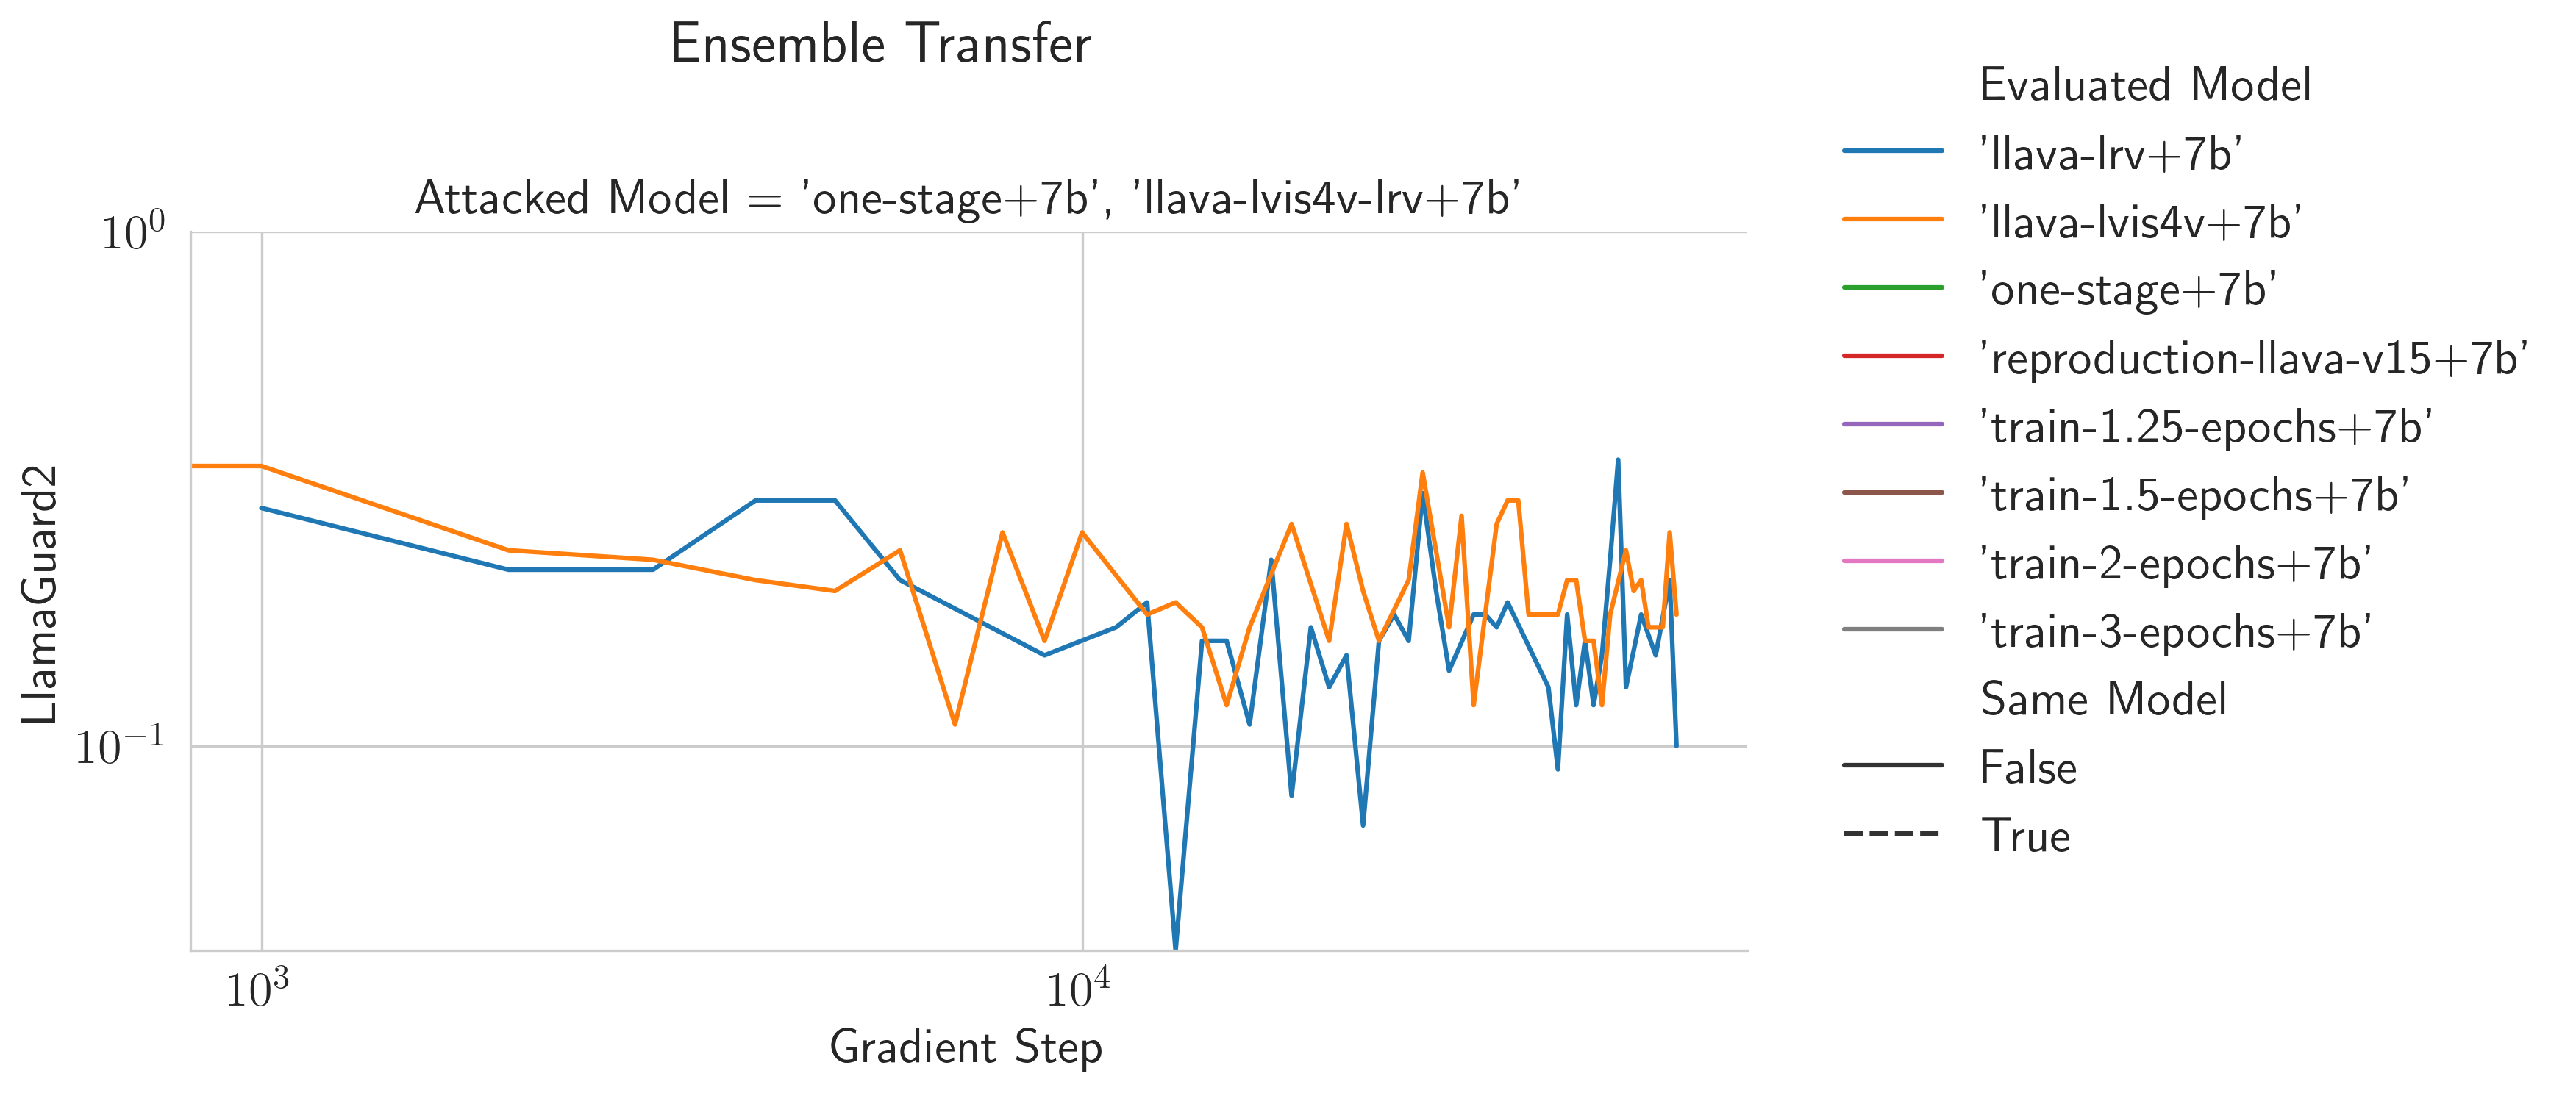 Ensemble Transfer
Attacked Model = 'one-stage+7b', 'llava-lvis4v-lrv+7b'
10^0
10^{-1}
LlamaGuard2
10^3
10^4
Gradient Step
Evaluated Model
'llava-lrv+7b'
'llava-lvis4v+7b'
'one-stage+7b'
'reproduction-llava-v15+7b'
'train-1.25-epochs+7b'
'train-1.5-epochs+7b'
'train-2-epochs+7b'
'train-3-epochs+7b'
Same Model
False
True